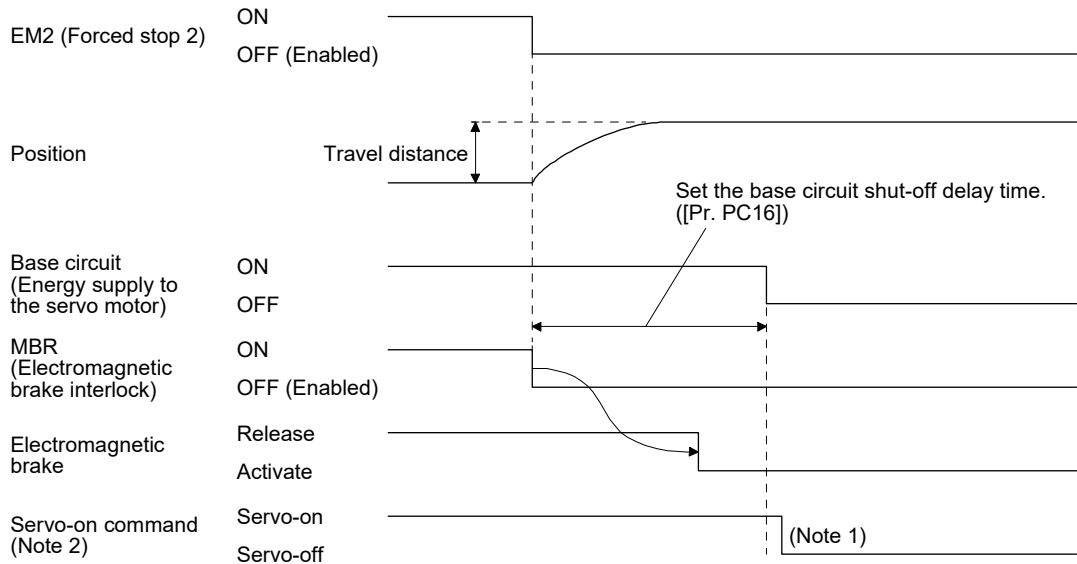 EM2 (Forced stop 2)
ON
OFF (Enabled)
Position
Travel distance
Set the base circuit shut-off delay time.
([Pr. PC16])
Base circuit
(Energy supply to
the servo motor)
ON
OFF
MBR
(Electromagnetic
brake interlock)
ON
OFF (Enabled)
Electromagnetic
brake
Release
Activate
Servo-on command
(Note 2)
Servo-on
Servo-off
(Note 1)